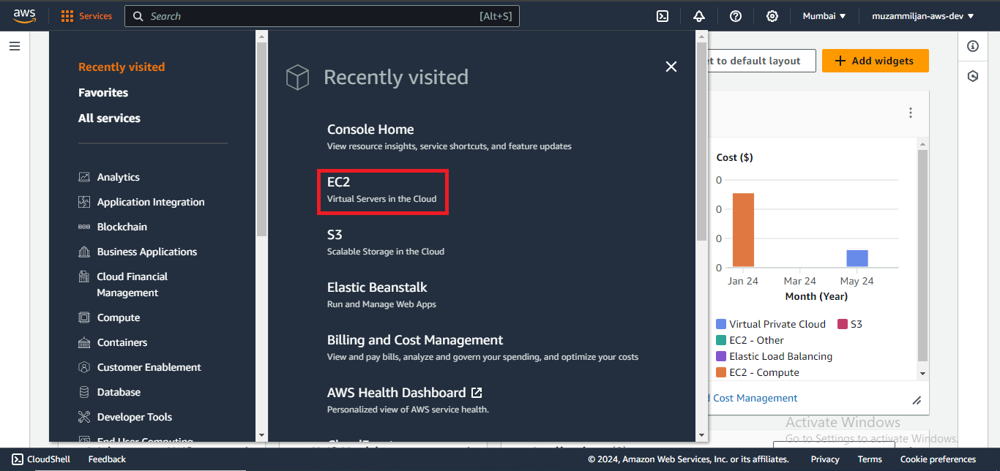 aws
Services
Search
[Alt+S]
Mumbai
muzammiljan-aws-dev
Recently visited
Favorites
All services
Analytics
Application Integration
Blockchain
Business Applications
Cloud Financial
Management
Compute
Containers
Customer Enablement
Database
Developer Tools
End User Computing
Recently visited
Console Home
View resource insights, service shortcuts, and feature updates
EC2
Virtual Servers in the Cloud
S3
Scalable Storage in the Cloud
Elastic Beanstalk
Run and Manage Web Apps
Billing and Cost Management
View and pay bills, analyze and govern your spending, and optimize your costs
AWS Health Dashboard
Personalized view of AWS service health.
to default layout
+ Add widgets
Cost ($)
0
0
0
0
Jan 24
Mar 24
May 24
Month (Year)
Virtual Private Cloud
S3
EC2 - Other
Elastic Load Balancing
EC2 - Compute
Cost Management
Activate Windows
Go to Settings to activate Windows.
CloudShell
Feedback
© 2024, Amazon Web Services, Inc. or its affiliates.
Privacy
Terms
Cookie preferences